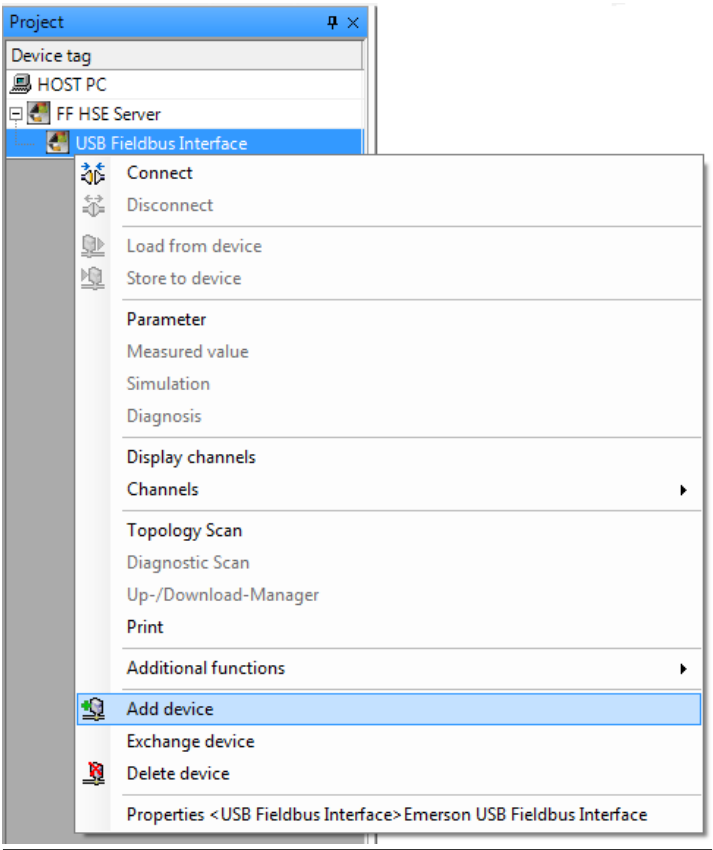 Project
Device tag
HOST PC
FF HSE Server
USB Fieldbus Interface
Connect
Disconnect
Load from device
Store to device
Parameter
Measured value
Simulation
Diagnosis
Display channels
Channels
Topology Scan
Diagnostic Scan
Up-/Download-Manager
Print
Additional functions
Add device
Exchange device
Delete device
Properties <USB Fieldbus Interface>Emerson USB Fieldbus Interface